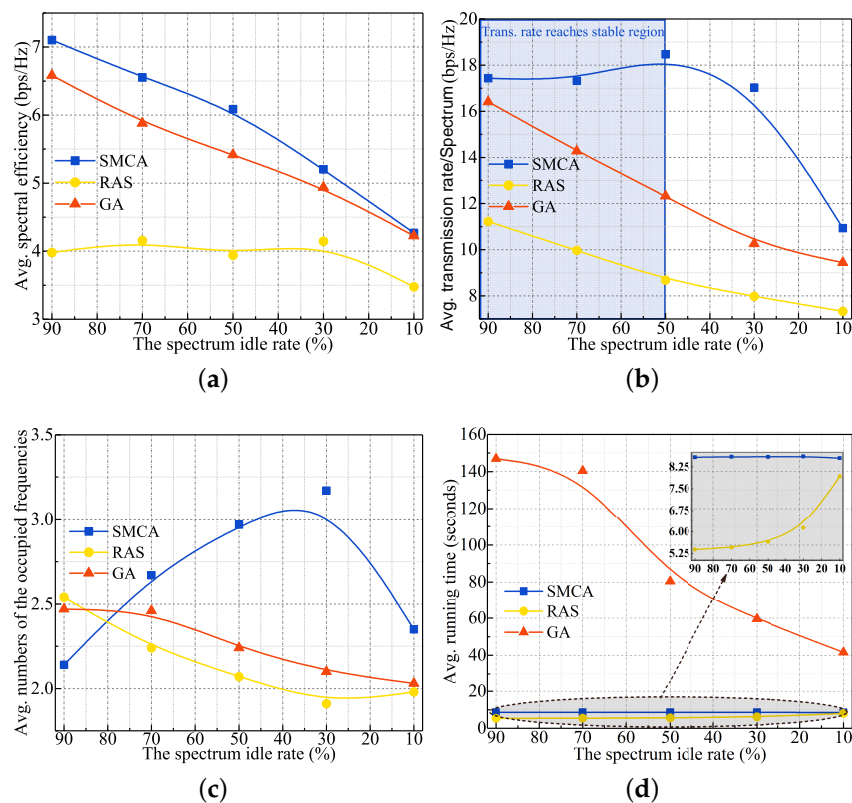 7
6
5
4
3
Avg. spectral efficiency (bps/Hz)
SMCA
RAS
GA
90 80 70 60 50 40 30 20 10
The spectrum idle rate (%)
(a)
Trans. rate reaches stable region
20
18
16
14
12
10
8
Avg. transmission rate/Spectrum (bps/Hz)
SMCA
RAS
GA
90 80 70 60 50 40 30 20 10
The spectrum idle rate (%)
(b)
3.5
3.0
2.5
2.0
Avg. numbers of the occupied frequencies
SMCA
RAS
GA
90 80 70 60 50 40 30 20 10
The spectrum idle rate (%)
(c)
160
140
120
100
80
60
40
20
0
Avg. running time (seconds)
8.25
7.50
6.75
6.00
5.25
90 80 70 60 50 40 30 20 10
SMCA
RAS
GA
90 80 70 60 50 40 30 20 10
The spectrum idle rate (%)
(d)